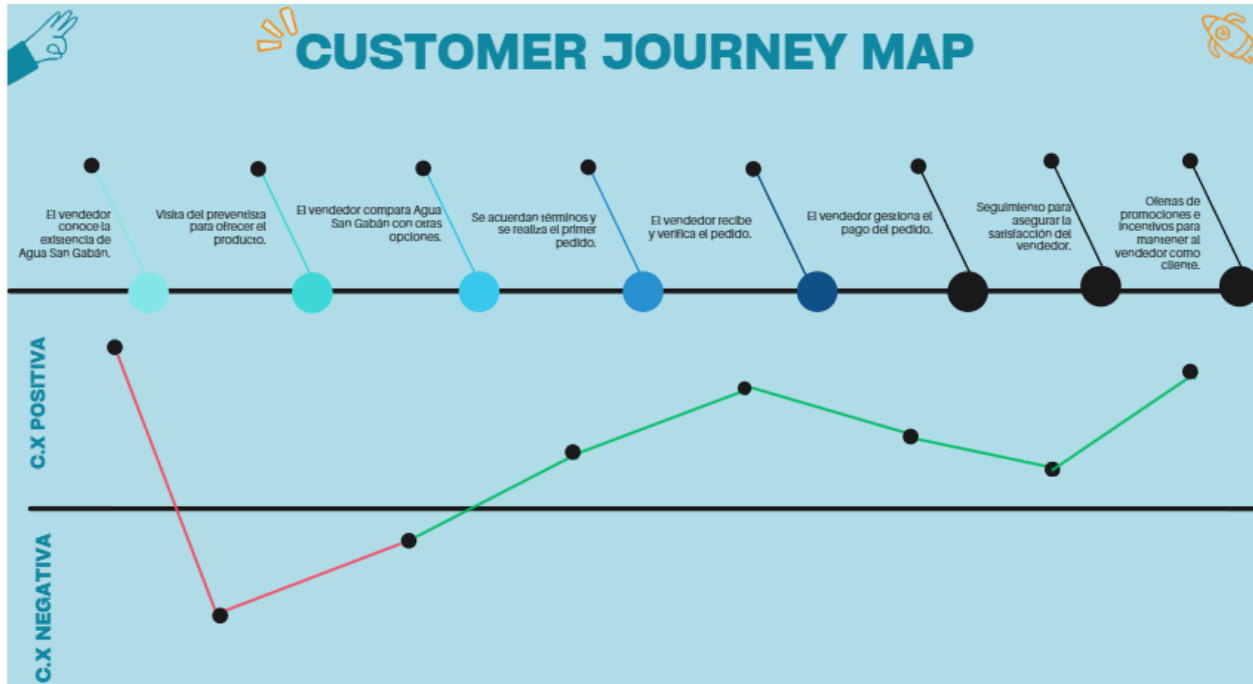 CUSTOMER JOURNEY MAP
El vendedor
conoce la
existencia de
Agua San Gabán.
Visita del preventista
para ofrecer el
producto.
El vendedor compara Agua
San Gabán con otras
opciones.
Se acuerdan términos y
se realiza el primer
pedido.
El vendedor recibe
y verifica el pedido.
El vendedor gestiona el
pago del pedido.
Seguimiento para
asegurar la
satisfacción del
vendedor.
Ofertas de
promociones e
incentivos para
mantener al
vendedor como
cliente.
C.X POSITIVA
C.X NEGATIVA